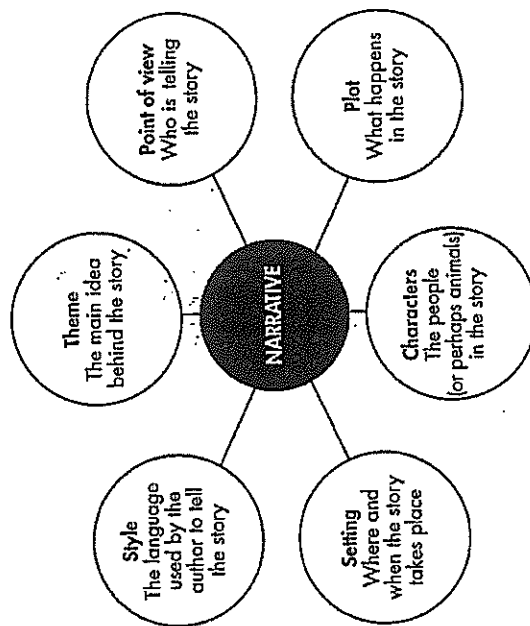 Theme
The main idea
behind the story
Point of view
Who is telling
the story
Plot
What happens
in the story
Characters
The people
(or perhaps animals)
in the story
Setting
Where and
when the story
takes place
Style
The language
used by the
author to tell
the story
NARRATIVE